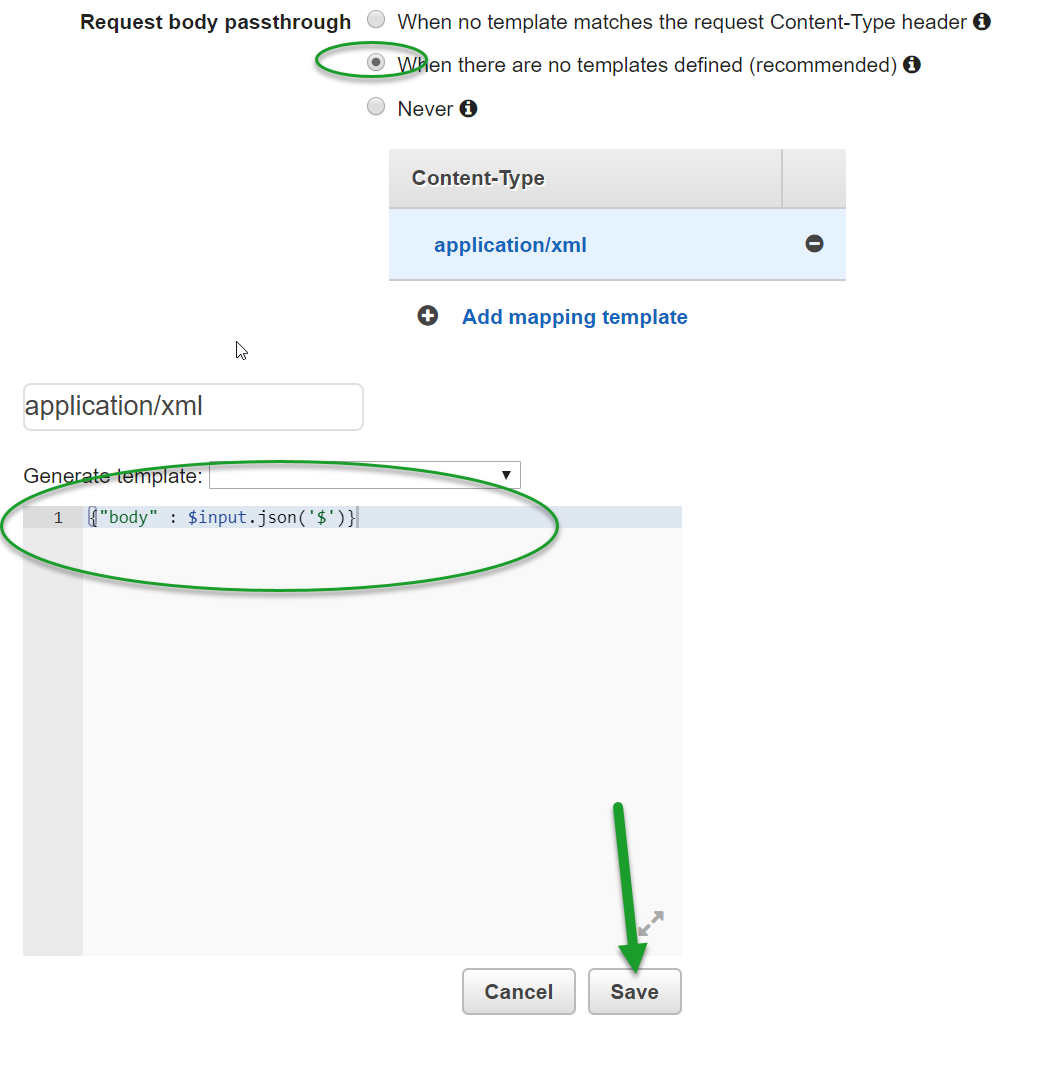 Request body passthrough
When no template matches the request Content-Type header
When there are no templates defined (recommended)
Never
Content-Type
application/xml
Add mapping template
application/xml
Generate template:
1 {"body" : $input.json('$')}
Cancel Save